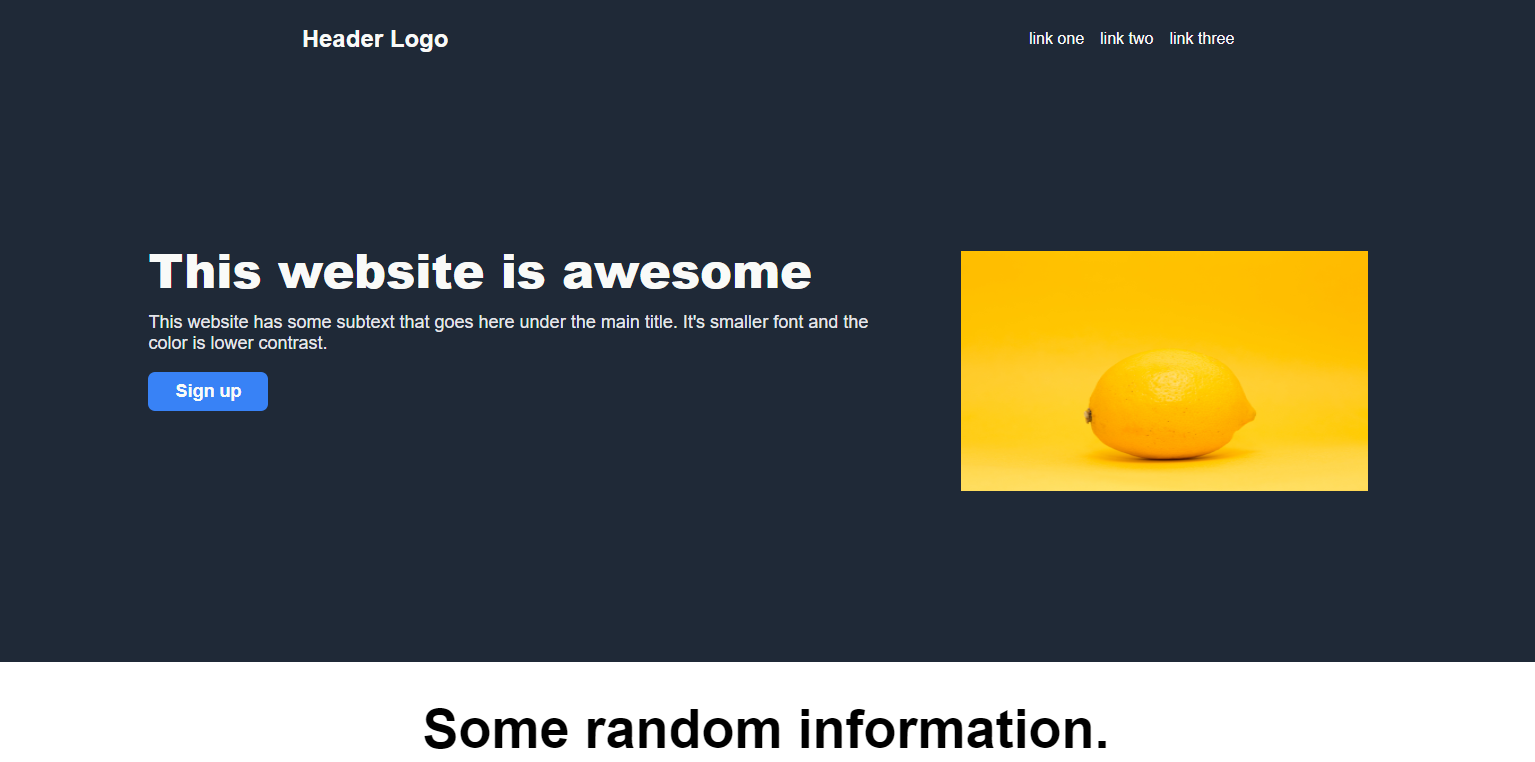 Header Logo
link one link two link three
This website is awesome
This website has some subtext that goes here under the main title. It's smaller font and the
color is lower contrast.
Sign up
Some random information.